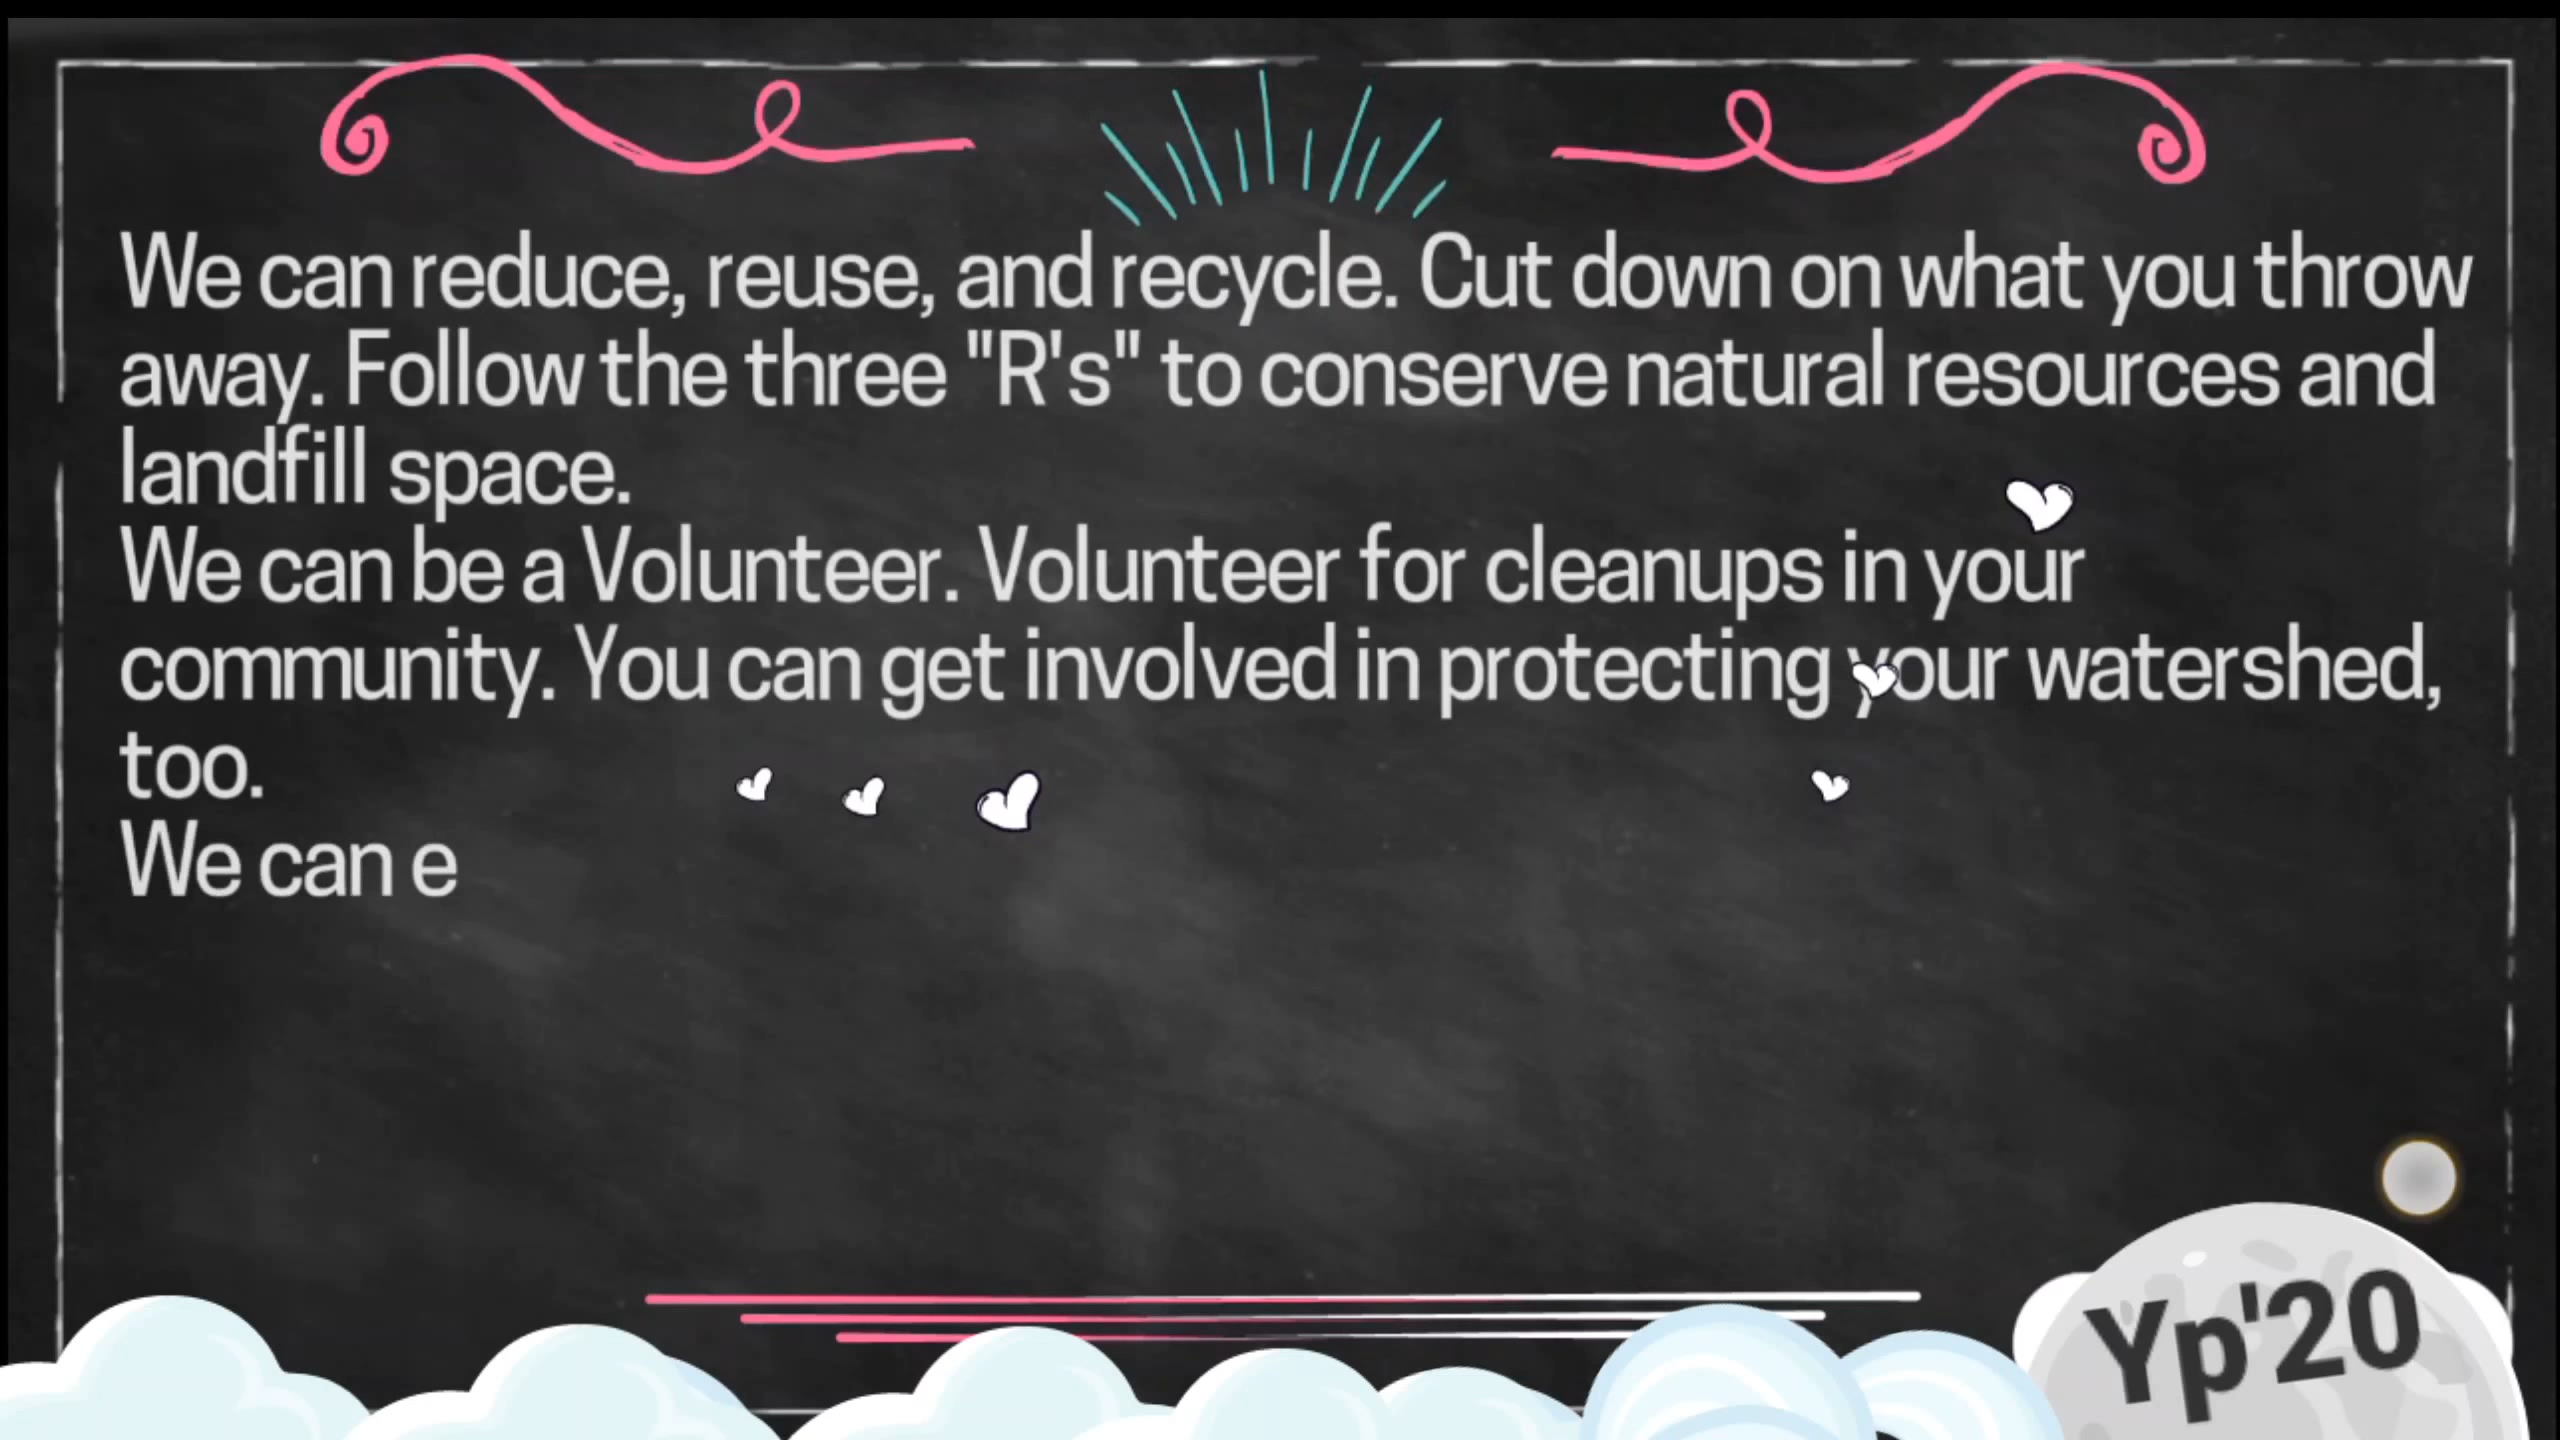 We can reduce, reuse, and recycle. Cut down on what you throw
away. Follow the three "R's" to conserve natural resources and
landfill space.
We can be a Volunteer. Volunteer for cleanups in your
community. You can get involved in protecting your watershed,
too.
We can e
Yp'20